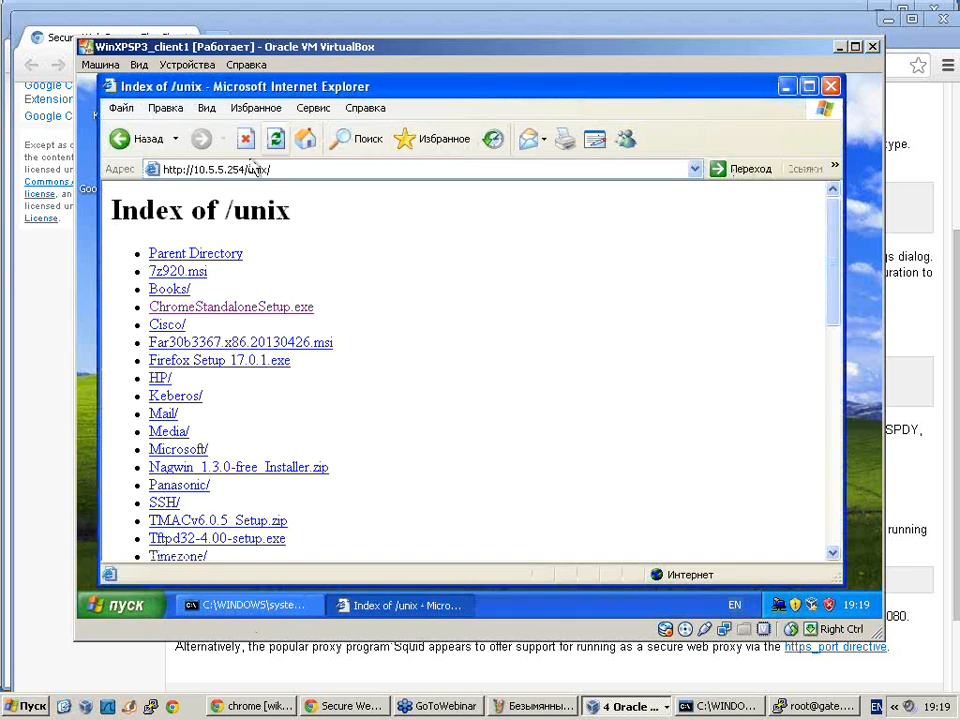 Secure
WinXPSP3_client1 [Работает] - Oracle VM VirtualBox
Машина Вид Устройства Справка
Index of /unix - Microsoft Internet Explorer
Файл Правка Вид Избранное Сервис Справка
Назад Поиск Избранное
Адрес http://10.5.5.254/unix/ Переход Ссылки »
Google C
Extension
Google C
Except as o
the content
licensed un
Commons
license, an
licensed un
License.
Goo
Index of /unix
Parent Directory
7z920.msi
Books/
ChromeStandaloneSetup.exe
Cisco/
Far30b3367.x86.20130426.msi
Firefox Setup 17.0.1.exe
HP/
Keberos/
Mail/
Media/
Microsoft/
Nagwin_1.3.0-free_Installer.zip
Panasonic/
SSH/
TMACv6.0.5_Setup.zip
Tftpd32-4.00-setup.exe
Timezone/
ype.
gs dialog.
uration to
SPDY,
running
080.
Интернет
пуск C:\WINDOWS\syste... Index of /unix - Micro... EN 19:19
Right Ctrl
Alternatively, the popular proxy program Squid appears to offer support for running as a secure web proxy via the https_port directive.
Пуск chrome [wik... Secure We... GoToWebinar Безымянны... 4 Oracle ... C:\WINDO... root@gate.... EN « 19:19